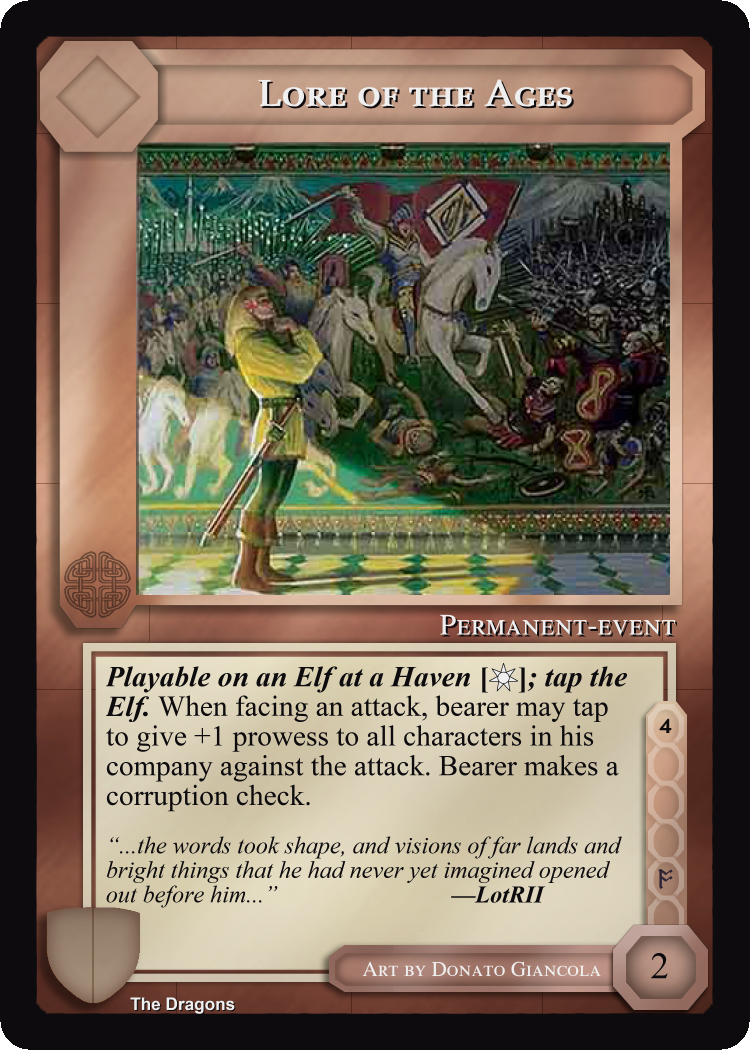 Lore of the Ages
Permanent-event
Playable on an Elf at a Haven [☼]; tap the
Elf. When facing an attack, bearer may tap
to give +1 prowess to all characters in his
company against the attack. Bearer makes a
corruption check.
4
“...the words took shape, and visions of far lands and
bright things that he had never yet imagined opened
out before him...” —LotRII
Art by Donato Giancola
2
The Dragons